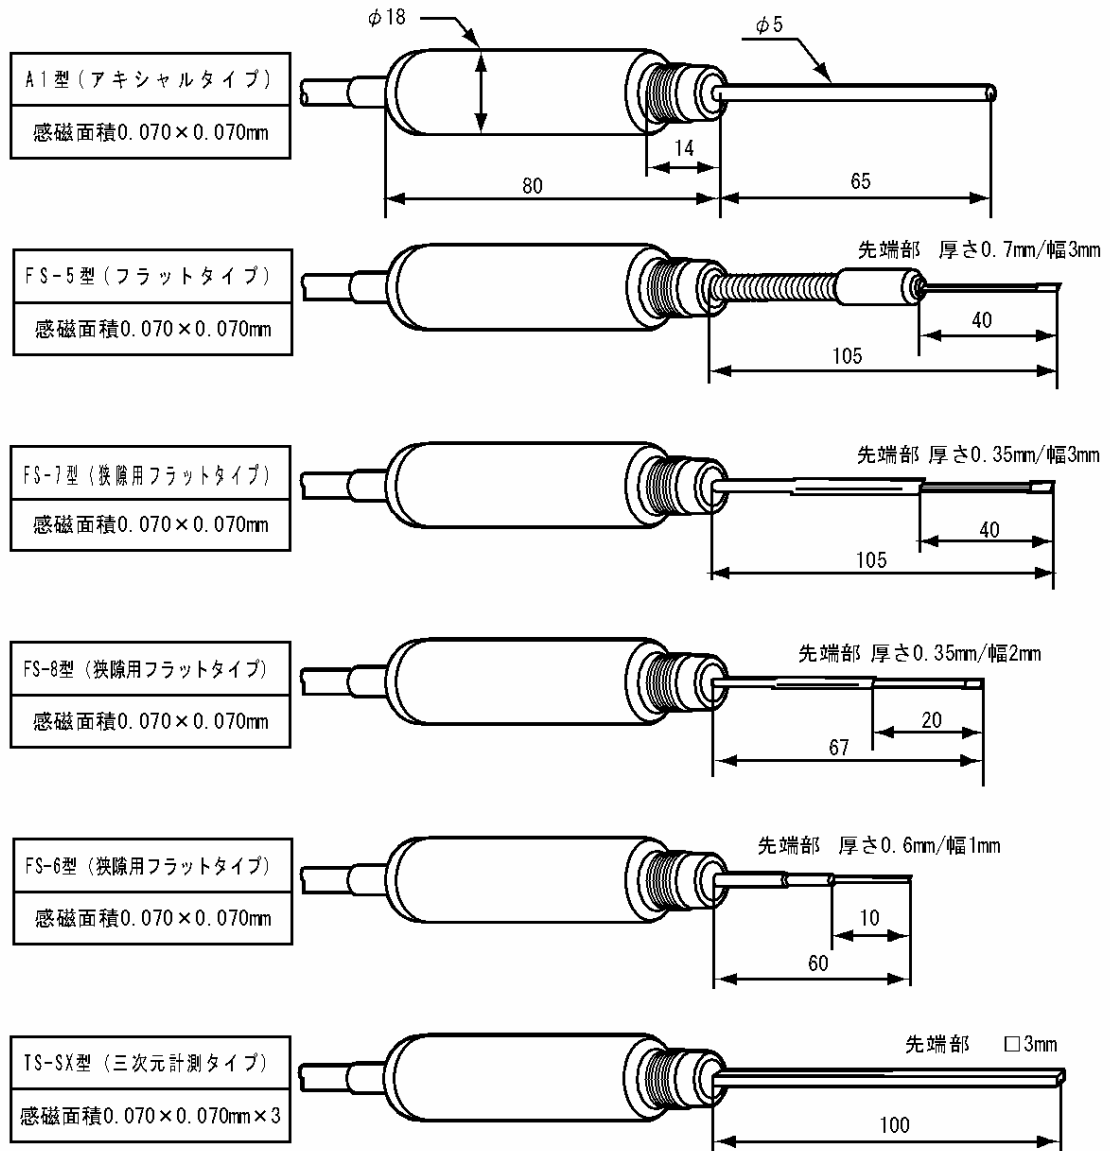 φ18
φ5
A1型(アキシャルタイプ)
感磁面積0.070×0.070mm
14
80
65
FS-5型(フラットタイプ)
感磁面積0.070×0.070mm
先端部 厚さ0.7mm/幅3mm
40
105
FS-7型(狭隙用フラットタイプ)
感磁面積0.070×0.070mm
先端部 厚さ0.35mm/幅3mm
40
105
FS-8型(狭隙用フラットタイプ)
感磁面積0.070×0.070mm
先端部 厚さ0.35mm/幅2mm
20
67
FS-6型(狭隙用フラットタイプ)
感磁面積0.070×0.070mm
先端部 厚さ0.6mm/幅1mm
10
60
TS-SX型(三次元計測タイプ)
感磁面積0.070×0.070mm×3
先端部 □3mm
100